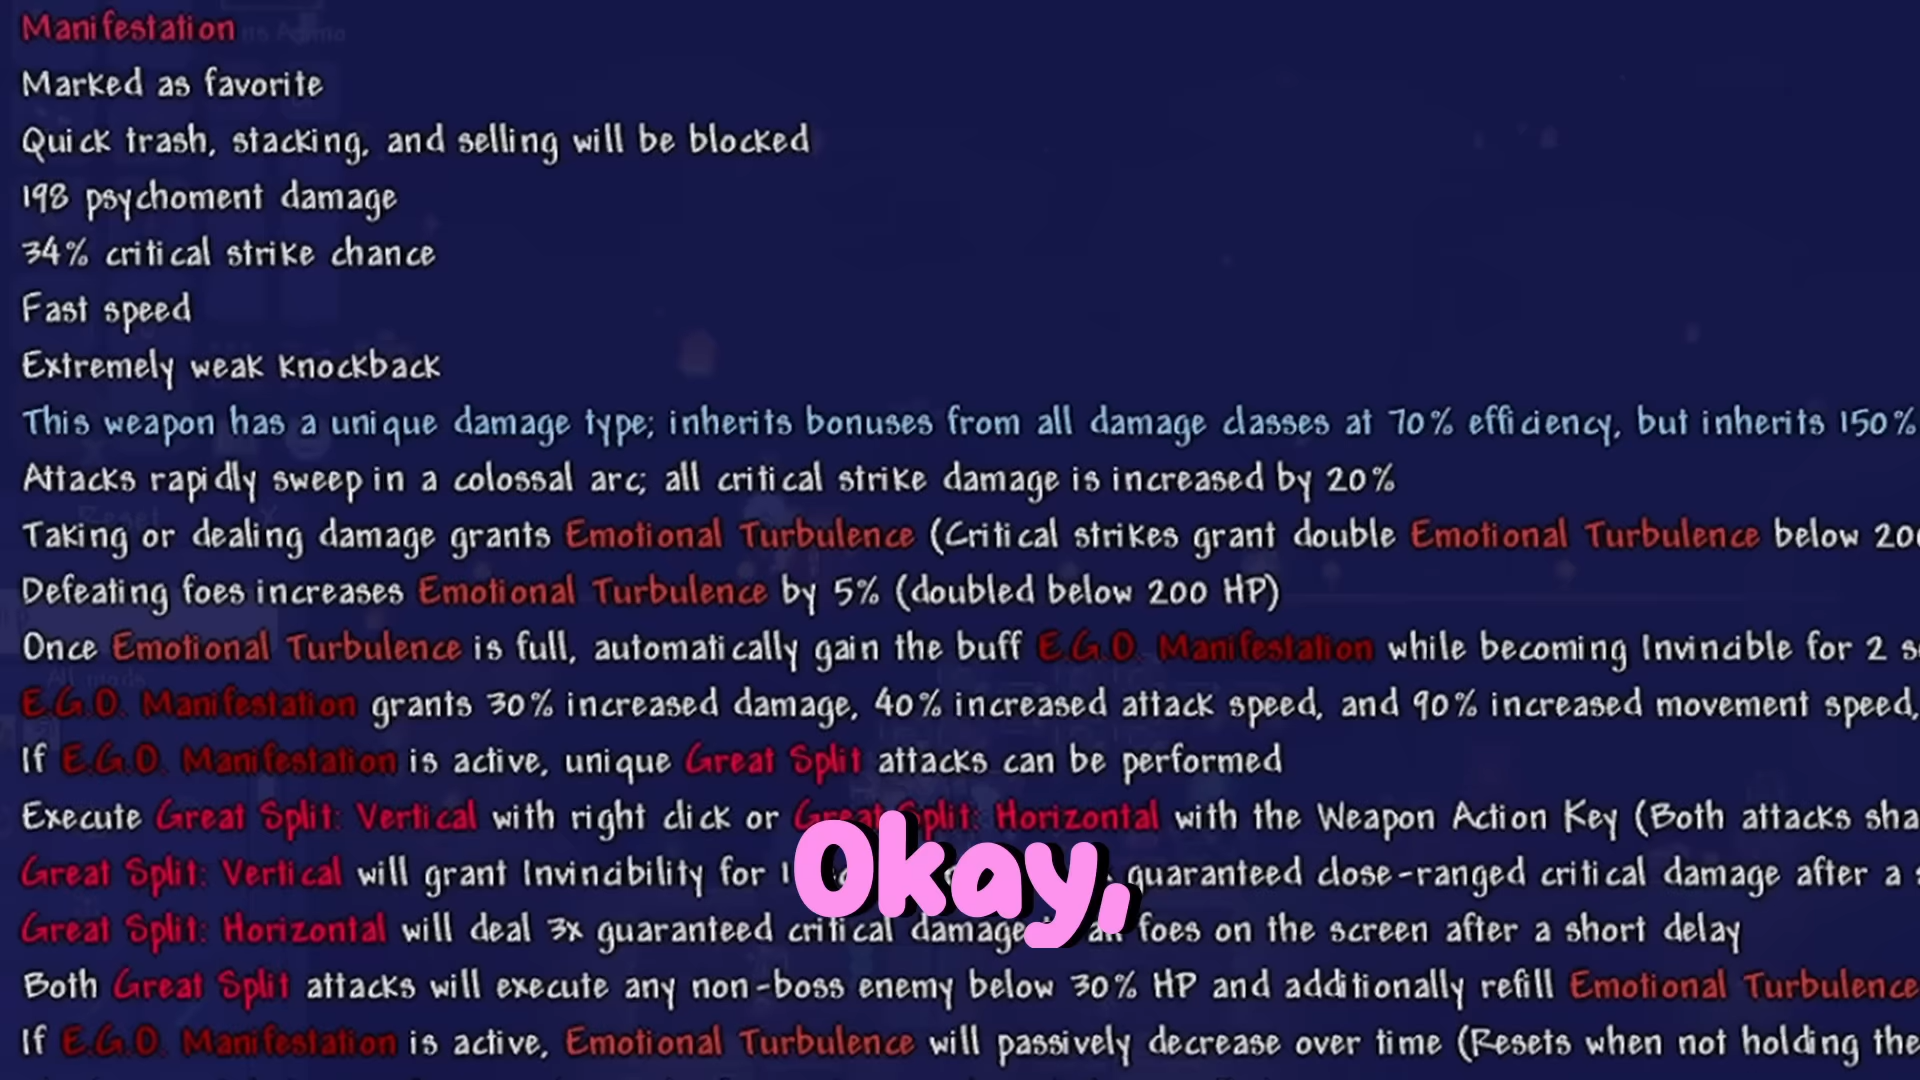 Manifestation
Marked as favorite
Quick trash, stacking, and selling will be blocked
198 psychoment damage
34% critical strike chance
Fast speed
Extremely weak knockback
This weapon has a unique damage type; inherits bonuses from all damage classes at 70% efficiency, but inherits 150%
Attacks rapidly sweep in a colossal arc; all critical strike damage is increased by 20%
Taking or dealing damage grants Emotional Turbulence (Critical strikes grant double Emotional Turbulence below
Defeating foes increases Emotional Turbulence by 5% (doubled below 200 HP)
Once Emotional Turbulence is full, automatically gain the buff E.G.O. Manifestation while becoming Invincible for 2
E.G.O. Manifestation grants 30% increased damage, 40% increased attack speed, and 90% increased movement speed,
If E.G.O. Manifestation is active, unique Great Split attacks can be performed
Execute Great Split: Vertical with right click or Great Split: Horizontal with the Weapon Action Key (Both attacks
Great Split: Vertical will grant Invincibility for guaranteed close-ranged critical damage after a
Okay,
Great Split: Horizontal will deal 3x guaranteed critical damage foes on the screen after a short delay
Both Great Split attacks will execute any non-boss enemy below 30% HP and additionally refill Emotional Turbulence
If E.G.O. Manifestation is active, Emotional Turbulence will passively decrease over time (Resets when not holding the